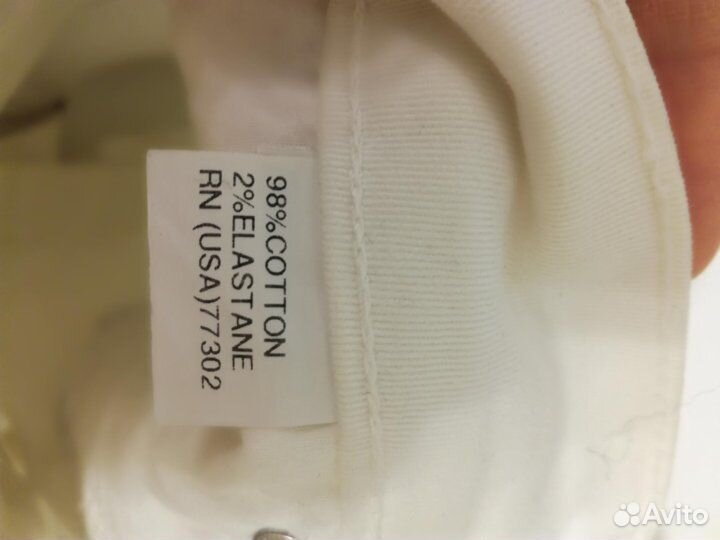 98%COTTON
2%ELASTANE
RN (USA)77302
Avito